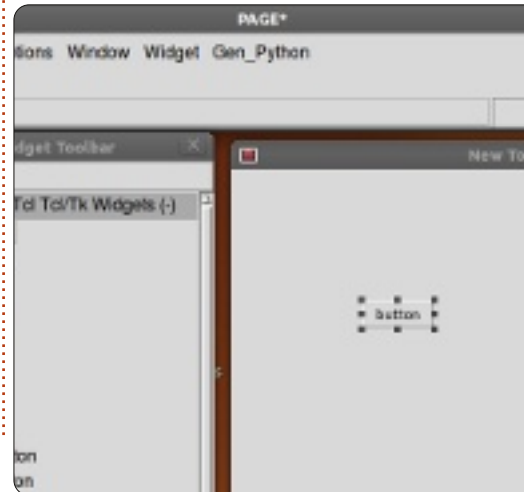 PAGE*
tions Window Widget Gen_Python
dget Toolbar
New To
Tcl Tcl/Tk Widgets (-)
button
ton
on